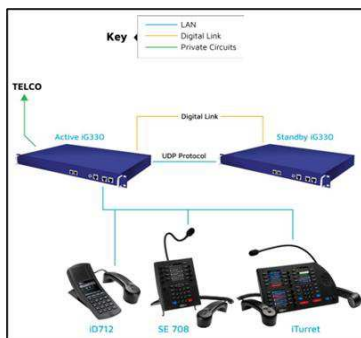 Key
LAN
Digital Link
Private Circuits
TELCO
Digital Link
Active iG330
Standby iG330
UDP Protocol
iD712
SE 708
iTurret